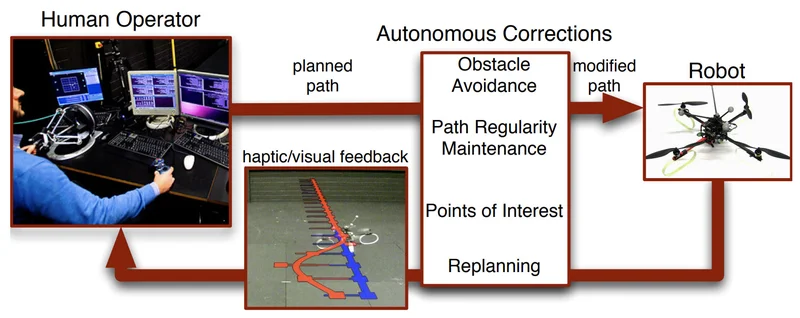 Human Operator
Autonomous Corrections
planned
path
Obstacle
Avoidance
modified
path
Robot
Path Regularity
Maintenance
haptic/visual feedback
Points of Interest
Replanning